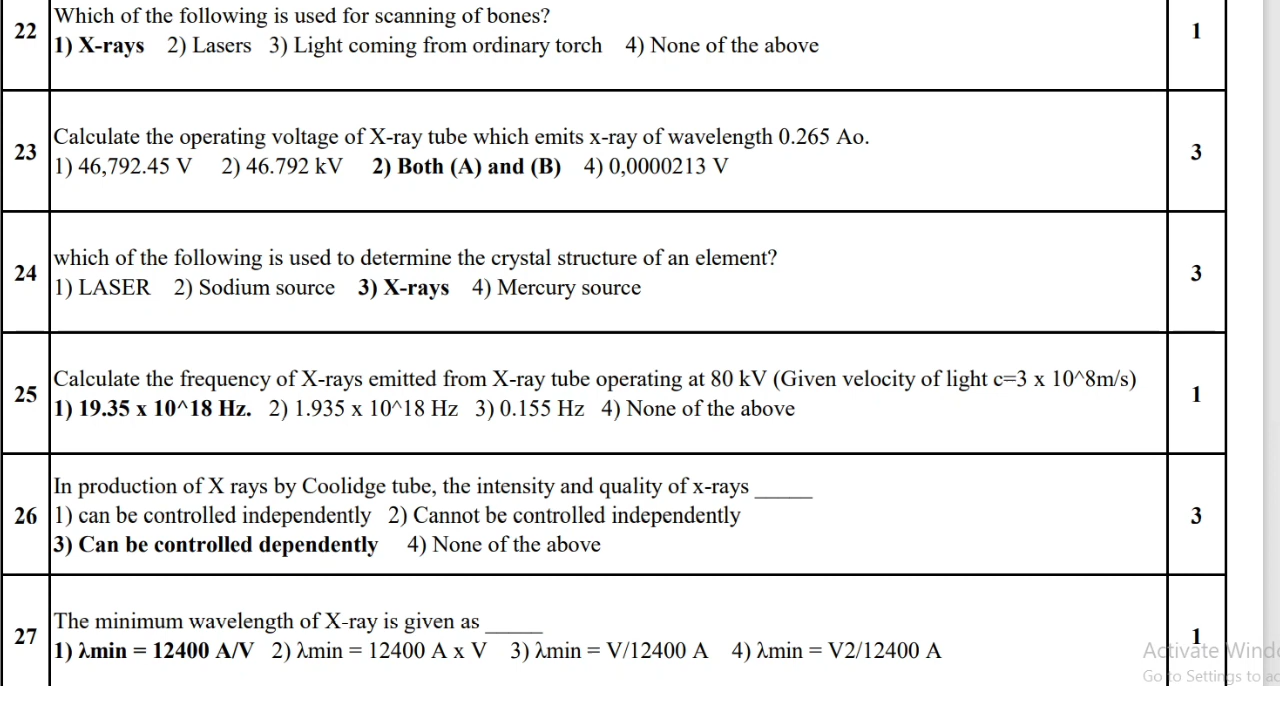 22
Which of the following is used for scanning of bones?
1) X-rays 2) Lasers 3) Light coming from ordinary torch 4) None of the above
1
23
Calculate the operating voltage of X-ray tube which emits x-ray of wavelength 0.265 Ao.
1) 46,792.45 V 2) 46.792 kV 2) Both (A) and (B) 4) 0,0000213 V
3
24
which of the following is used to determine the crystal structure of an element?
1) LASER 2) Sodium source 3) X-rays 4) Mercury source
3
25
Calculate the frequency of X-rays emitted from X-ray tube operating at 80 kV (Given velocity of light c=3 x 10^8m/s)
1) 19.35 x 10^18 Hz. 2) 1.935 x 10^18 Hz 3) 0.155 Hz 4) None of the above
1
26
In production of X rays by Coolidge tube, the intensity and quality of x-rays _____
1) can be controlled independently 2) Cannot be controlled independently
3) Can be controlled dependently 4) None of the above
3
27
The minimum wavelength of X-ray is given as _____
1) λmin = 12400 A/V 2) λmin = 12400 A x V 3) λmin = V/12400 A 4) λmin = V2/12400 A
1
Activate Windo
Go to Settings to ac